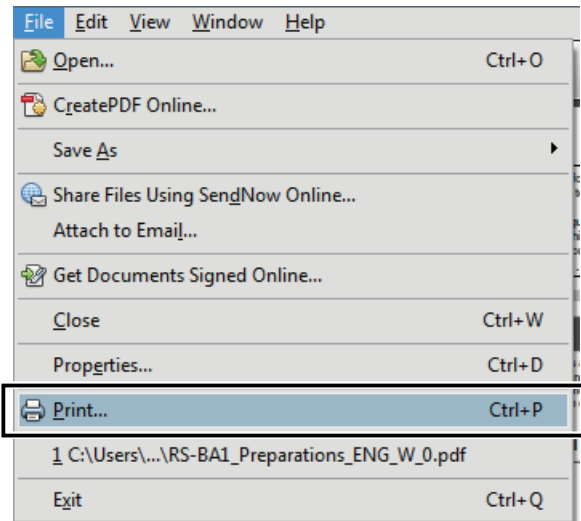 File Edit View Window Help
Open... Ctrl+O
CreatePDF Online...
Save As
Share Files Using SendNow Online...
Attach to Email...
Get Documents Signed Online...
Close Ctrl+W
Properties... Ctrl+D
Print... Ctrl+P
1 C:\Users\...\RS-BA1_Preparations_ENG_W_0.pdf
Exit Ctrl+Q